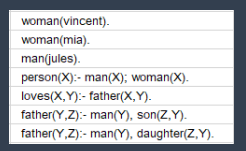 woman(vincent).
woman(mia).
man(jules).
person(X):- man(X); woman(X).
loves(X,Y):- father(X,Y).
father(Y,Z):- man(Y), son(Z,Y).
father(Y,Z):- man(Y), daughter(Z,Y).